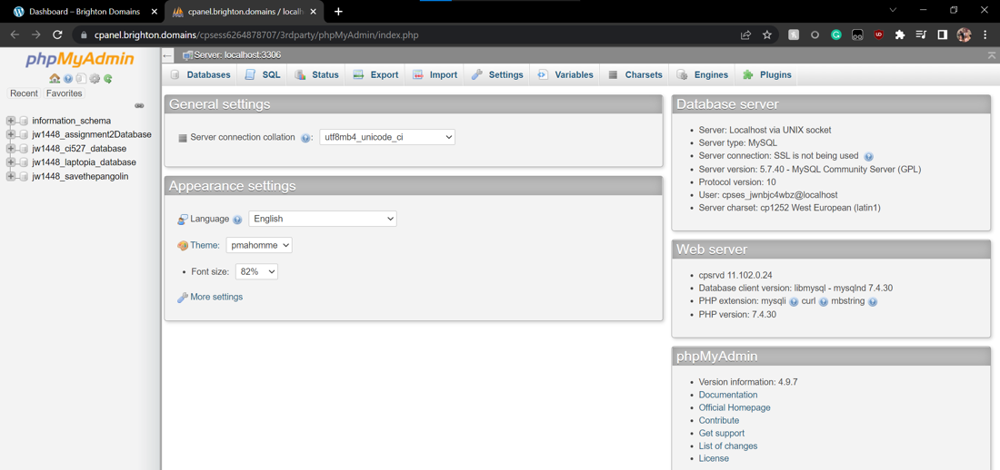 Dashboard – Brighton Domains
cpanel.brighton.domains / localh
cpanel.brighton.domains/cpsess6264878707/3rdparty/phpMyAdmin/index.php
phpMyAdmin
Recent Favorites
information_schema
jw1448_assignment2Database
jw1448_ci527_database
jw1448_laptopia_database
jw1448_savethepangolin
Server: localhost:3306
Databases SQL Status Export Import Settings Variables Charsets Engines Plugins
General settings
Server connection collation : utf8mb4_unicode_ci
Appearance settings
Language English
Theme: pmahomme
Font size: 82%
More settings
Database server
Server: Localhost via UNIX socket
Server type: MySQL
Server connection: SSL is not being used
Server version: 5.7.40 - MySQL Community Server (GPL)
Protocol version: 10
User: cpses_jwnbjc4wbz@localhost
Server charset: cp1252 West European (latin1)
Web server
cpsrvd 11.102.0.24
Database client version: libmysql - mysqlnd 7.4.30
PHP extension: mysqli curl mbstring
PHP version: 7.4.30
phpMyAdmin
Version information: 4.9.7
Documentation
Official Homepage
Contribute
Get support
List of changes
License